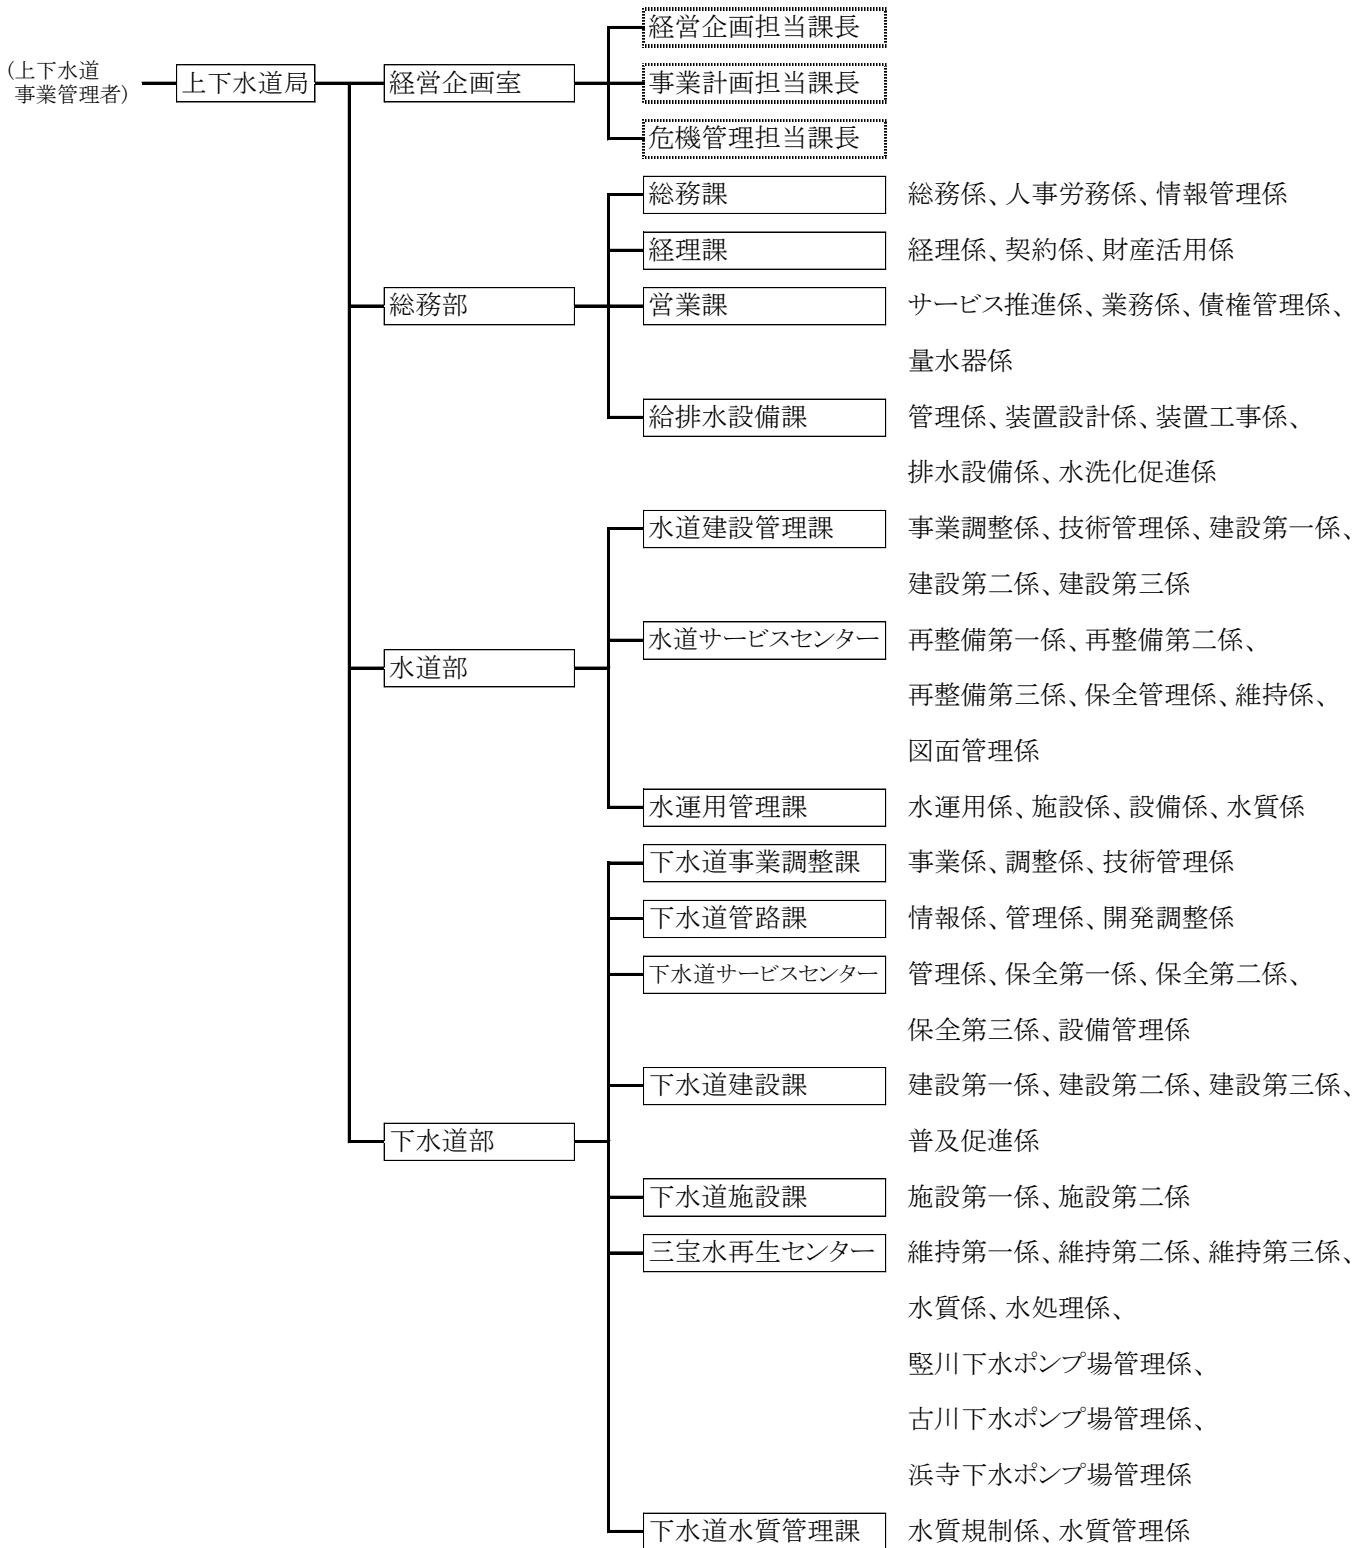 経営企画担当課長
(上下水道
事業管理者)
上下水道局
経営企画室
事業計画担当課長
危機管理担当課長
総務課
総務係、人事労務係、情報管理係
経理課
経理係、契約係、財産活用係
総務部
営業課
サービス推進係、業務係、債権管理係、
量水器係
給排水設備課
管理係、装置設計係、装置工事係、
排水設備係、水洗化促進係
水道建設管理課
事業調整係、技術管理係、建設第一係、
建設第二係、建設第三係
水道部
水道サービスセンター
再整備第一係、再整備第二係、
再整備第三係、保全管理係、維持係、
図面管理係
水運用管理課
水運用係、施設係、設備係、水質係
下水道事業調整課
事業係、調整係、技術管理係
下水道管路課
情報係、管理係、開発調整係
下水道サービスセンター
管理係、保全第一係、保全第二係、
保全第三係、設備管理係
下水道建設課
建設第一係、建設第二係、建設第三係、
普及促進係
下水道部
下水道施設課
施設第一係、施設第二係
三宝水再生センター
維持第一係、維持第二係、維持第三係、
水質係、水処理係、
竪川下水ポンプ場管理係、
古川下水ポンプ場管理係、
浜寺下水ポンプ場管理係
下水道水質管理課
水質規制係、水質管理係